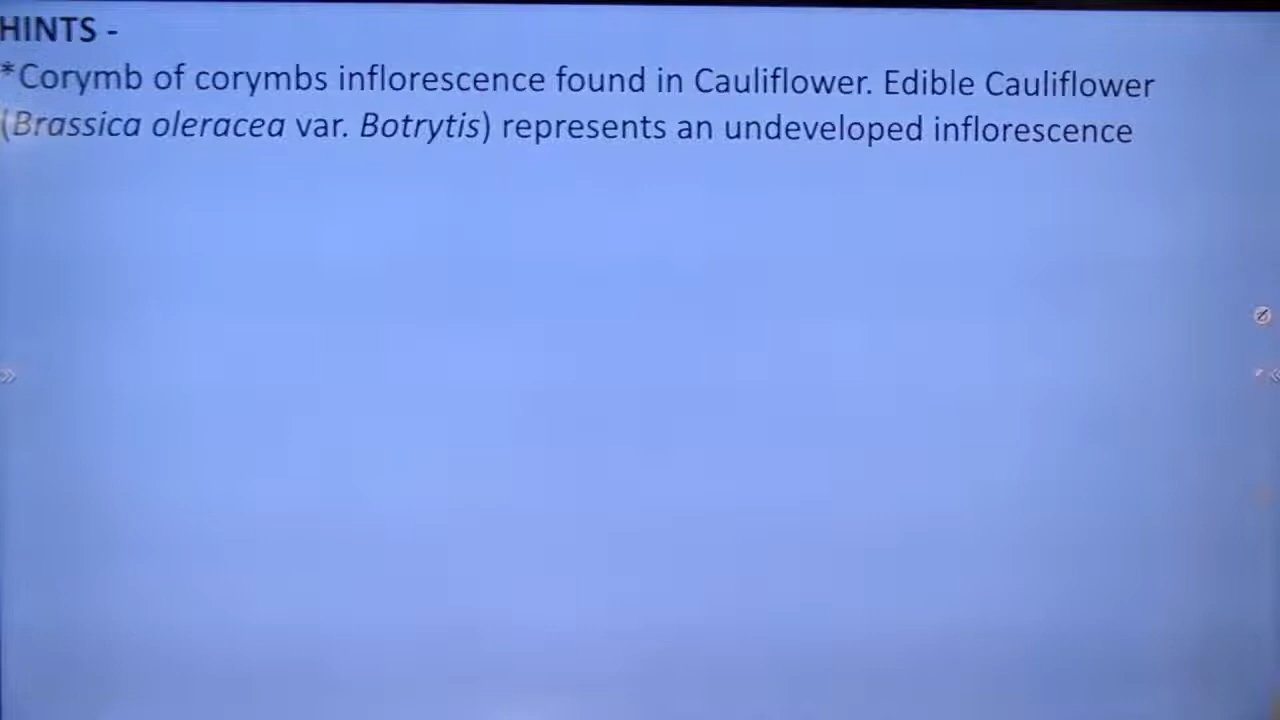 HINTS -
*Corymb of corymbs inflorescence found in Cauliflower. Edible Cauliflower
(Brassica oleracea var. Botrytis) represents an undeveloped inflorescence